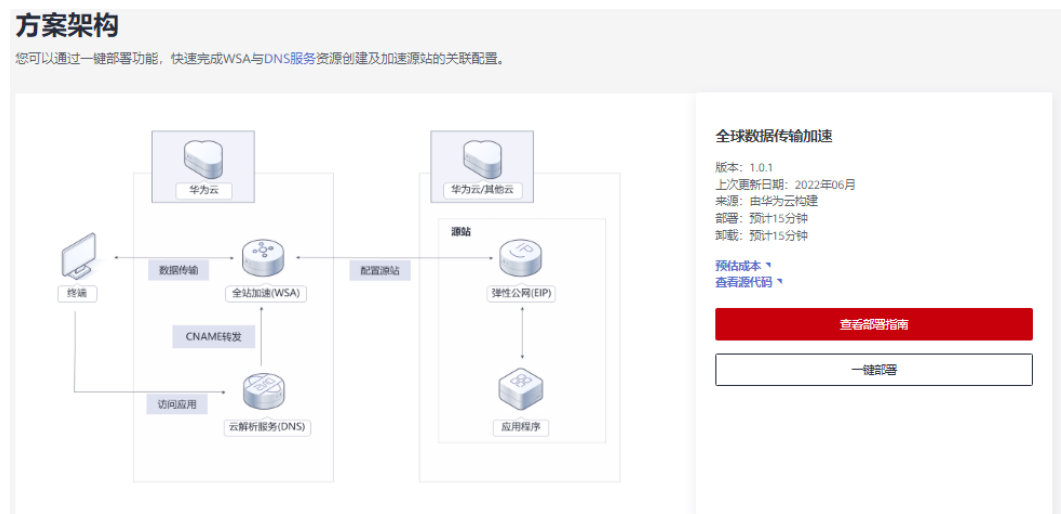 方案架构
您可以通过一键部署功能，快速完成WSA与DNS服务资源创建及加速源站的关联配置。
华为云
华为云/其他云
源站
数据传输
配置源站
终端
全站加速(WSA)
弹性公网(EIP)
CNAME转发
访问应用
云解析服务(DNS)
应用程序
全球数据传输加速
版本：1.0.1
上次更新日期：2022年06月
来源：由华为云构建
部署：预计15分钟
卸载：预计15分钟
预估成本
查看源代码
查看部署指南
一键部署